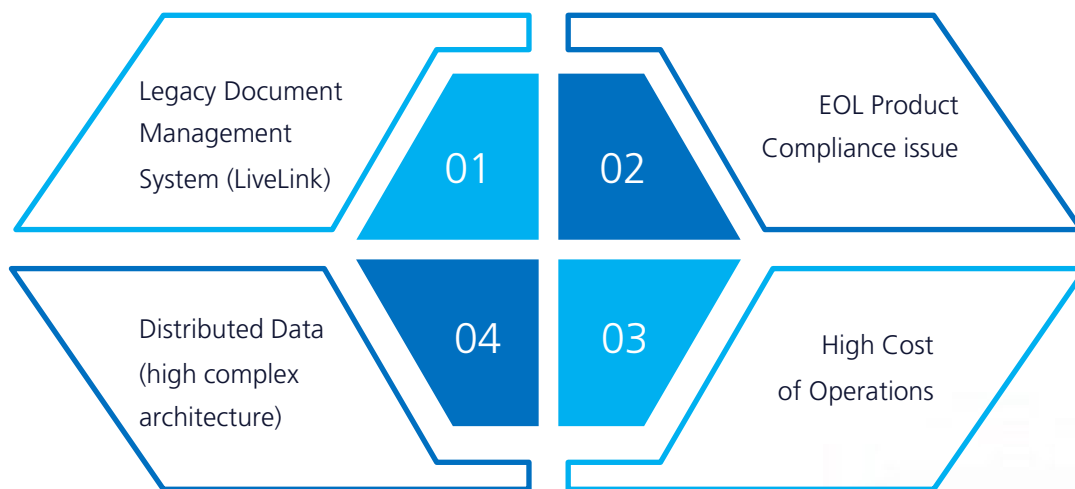 Legacy Document
Management
System (LiveLink)
01
02
EOL Product
Compliance issue
Distributed Data
(high complex
architecture)
04
03
High Cost
of Operations